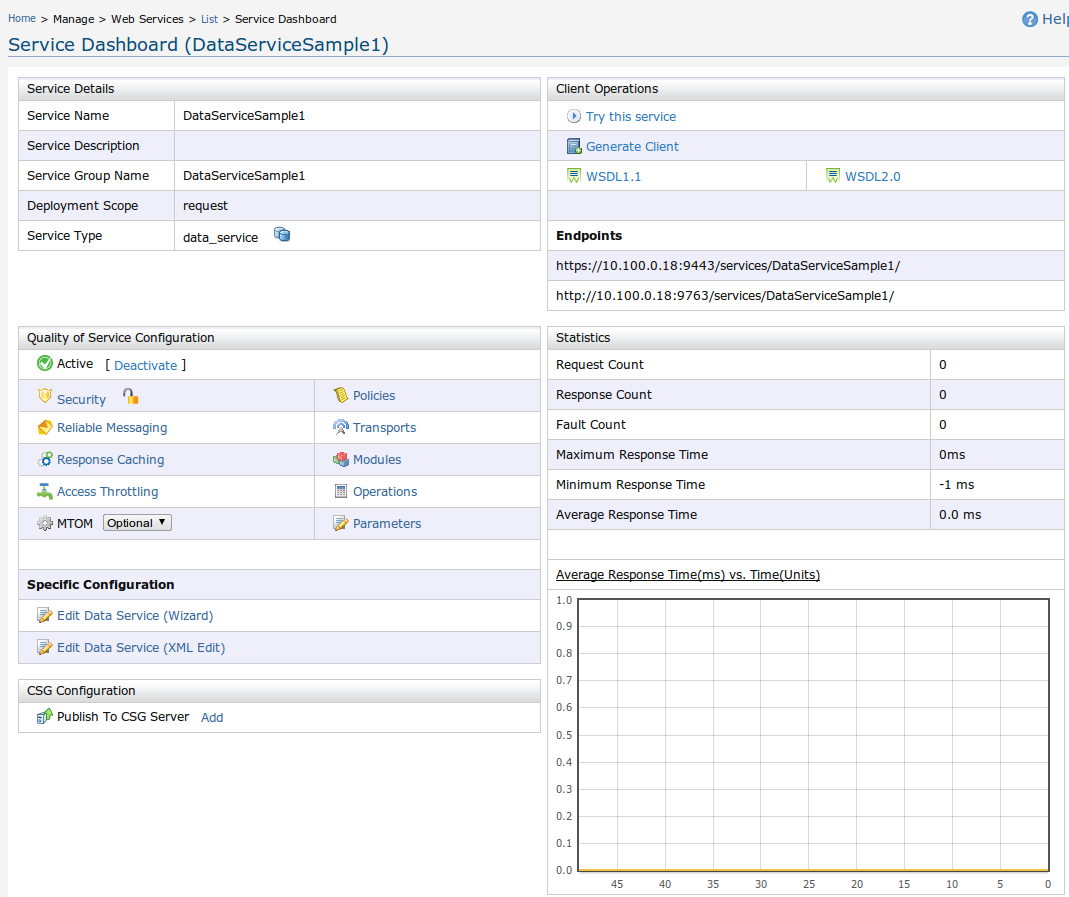 Home > Manage > Web Services > List > Service Dashboard
Help
Service Dashboard (DataServiceSample1)
Service Details
Service Name DataServiceSample1
Service Description
Service Group Name DataServiceSample1
Deployment Scope request
Service Type data_service
Client Operations
Try this service
Generate Client
WSDL1.1 WSDL2.0
Endpoints
https://10.100.0.18:9443/services/DataServiceSample1/
http://10.100.0.18:9763/services/DataServiceSample1/
Quality of Service Configuration
Active [ Deactivate ]
Security Policies
Reliable Messaging Transports
Response Caching Modules
Access Throttling Operations
MTOM Optional Parameters
Specific Configuration
Edit Data Service (Wizard)
Edit Data Service (XML Edit)
CSG Configuration
Publish To CSG Server Add
Statistics
Request Count 0
Response Count 0
Fault Count 0
Maximum Response Time 0ms
Minimum Response Time -1 ms
Average Response Time 0.0 ms
Average Response Time(ms) vs. Time(Units)
1.0
0.9
0.8
0.7
0.6
0.5
0.4
0.3
0.2
0.1
0.0
45 40 35 30 25 20 15 10 5 0